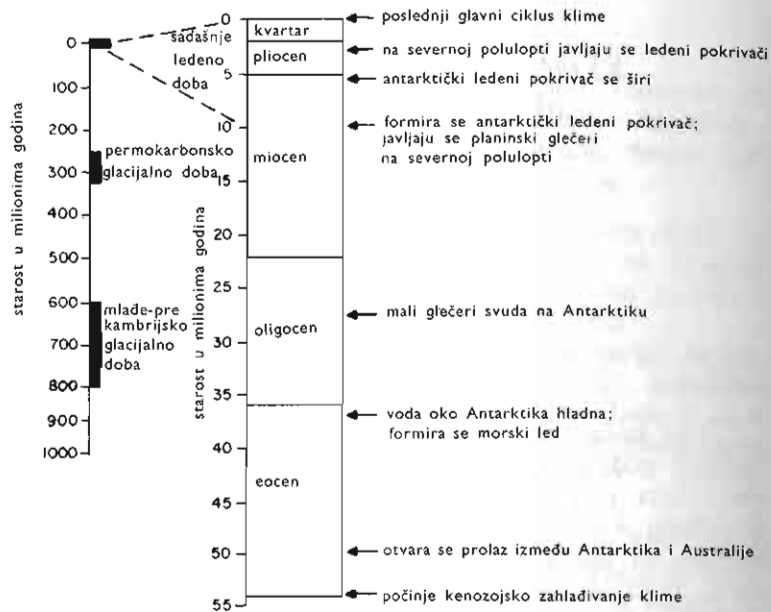 starost u milionima godina
0
100
200
300
400
500
600
700
800
900
1000
sadašnje
ledeno
doba
permokarbonsko
glacijalno doba
mlađe-pre
kambrijsko
glacijalno
doba
starost u milionima godina
0
5
10
15
20
25
30
35
40
45
50
55
kvartar
pliocen
miocen
oligocen
eocen
poslednji glavni ciklus klime
na severnoj polulopti javljaju se ledeni pokrivači
antarktički ledeni pokrivač se širi
formira se antarktički ledeni pokrivač;
javljaju se planinski glečeri
na severnoj polulopti
mali glečeri svuda na Antarktiku
voda oko Antarktika hladna;
formira se morski led
otvara se prolaz između Antarktika i Australije
počinje kenozojsko zahlađivanje klime